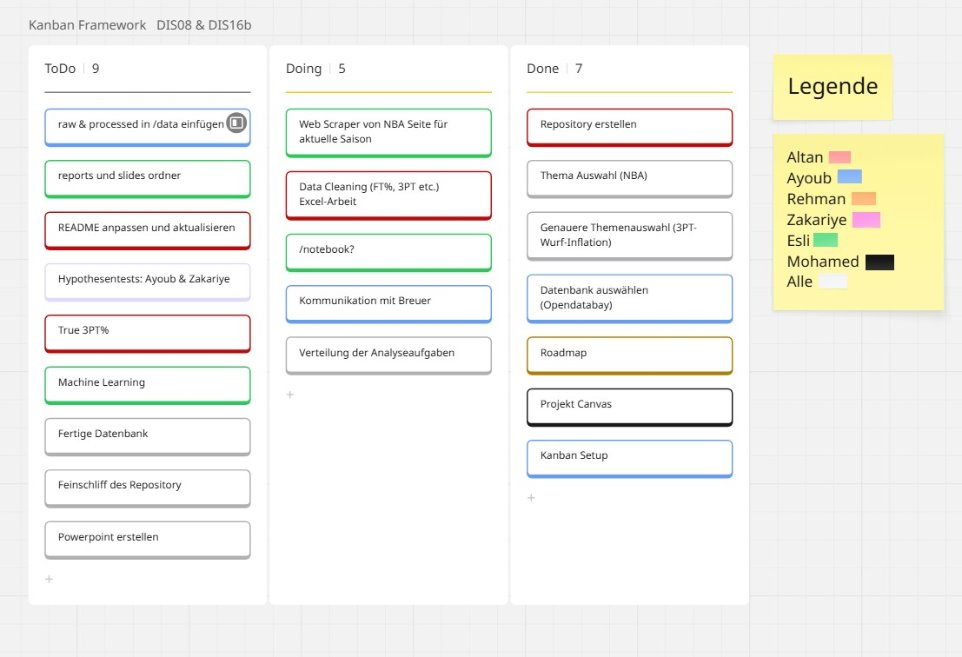 Kanban Framework DIS08 & DIS16b
ToDo 9
raw & processed in /data einfügen
reports und slides ordner
README anpassen und aktualisieren
Hypothesentests: Ayoub & Zakariye
True 3PT%
Machine Learning
Fertige Datenbank
Feinschliff des Repository
Powerpoint erstellen
+
Doing 5
Web Scraper von NBA Seite für
aktuelle Saison
Data Cleaning (FT%, 3PT etc.)
Excel-Arbeit
/notebook?
Kommunikation mit Breuer
Verteilung der Analyseaufgaben
+
Done 7
Repository erstellen
Thema Auswahl (NBA)
Genauere Themenauswahl (3PT-
Wurf-Inflation)
Datenbank auswählen
(Opendatabay)
Roadmap
Projekt Canvas
Kanban Setup
+
Legende
Altan
Ayoub
Rehman
Zakariye
Esli
Mohamed
Alle